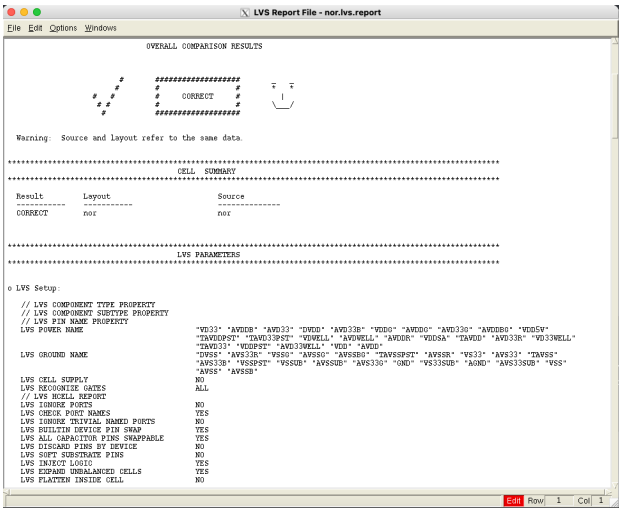 LVS Report File - nor.lvs.report
File Edit Options Windows
OVERALL COMPARISON RESULTS
# ################### _ _
# # # * *
# # # CORRECT # |
# # # # \___/
# ###################
Warning: Source and layout refer to the same data.
**************************************************************************************************************
CELL SUMMARY
**************************************************************************************************************
Result Layout Source
----------- ----------- --------------
CORRECT nor nor
**************************************************************************************************************
LVS PARAMETERS
**************************************************************************************************************
o LVS Setup:
// LVS COMPONENT TYPE PROPERTY
// LVS COMPONENT SUBTYPE PROPERTY
// LVS PIN NAME PROPERTY
LVS POWER NAME "VD33" "AVDDB" "AVD33" "DVDD" "AVD33B" "VDDG" "AVDDG" "AVD33G" "AVDDBG" "VDD5V"
"TAVDDPST" "TAVD33PST" "VDWELL" "AVDWELL" "AVDDR" "VDDSA" "TAVDD" "AVD33R" "VD33WELL"
"TAVD33" "VDDPST" "AVD33WELL" "VDD" "AVDD"
LVS GROUND NAME "DVSS" "AVS33R" "VSSG" "AVSSG" "AVSSBG" "TAVSSPST" "AVSSR" "VS33" "AVS33" "TAVSS"
"AVS33B" "VSSPST" "VSSUB" "AVSSUB" "AVS33G" "GND" "VS33SUB" "AGND" "AVS33SUB" "VSS"
"AVSS" "AVSSB"
LVS CELL SUPPLY NO
LVS RECOGNIZE GATES ALL
// LVS HCELL REPORT
LVS IGNORE PORTS NO
LVS CHECK PORT NAMES YES
LVS IGNORE TRIVIAL NAMED PORTS NO
LVS BUILTIN DEVICE PIN SWAP YES
LVS ALL CAPACITOR PINS SWAPPABLE YES
LVS DISCARD PINS BY DEVICE NO
LVS SOFT SUBSTRATE PINS NO
LVS INJECT LOGIC YES
LVS EXPAND UNBALANCED CELLS YES
LVS FLATTEN INSIDE CELL NO
Edit Row 1 Col 1